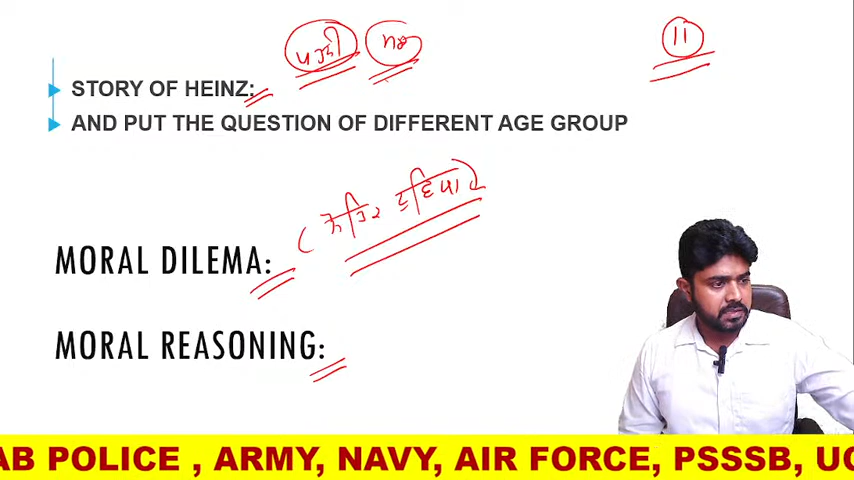 11
STORY OF HEINZ:
AND PUT THE QUESTION OF DIFFERENT AGE GROUP
MORAL DILEMA:
MORAL REASONING:
AB POLICE , ARMY, NAVY, AIR FORCE, PSSSB, UG